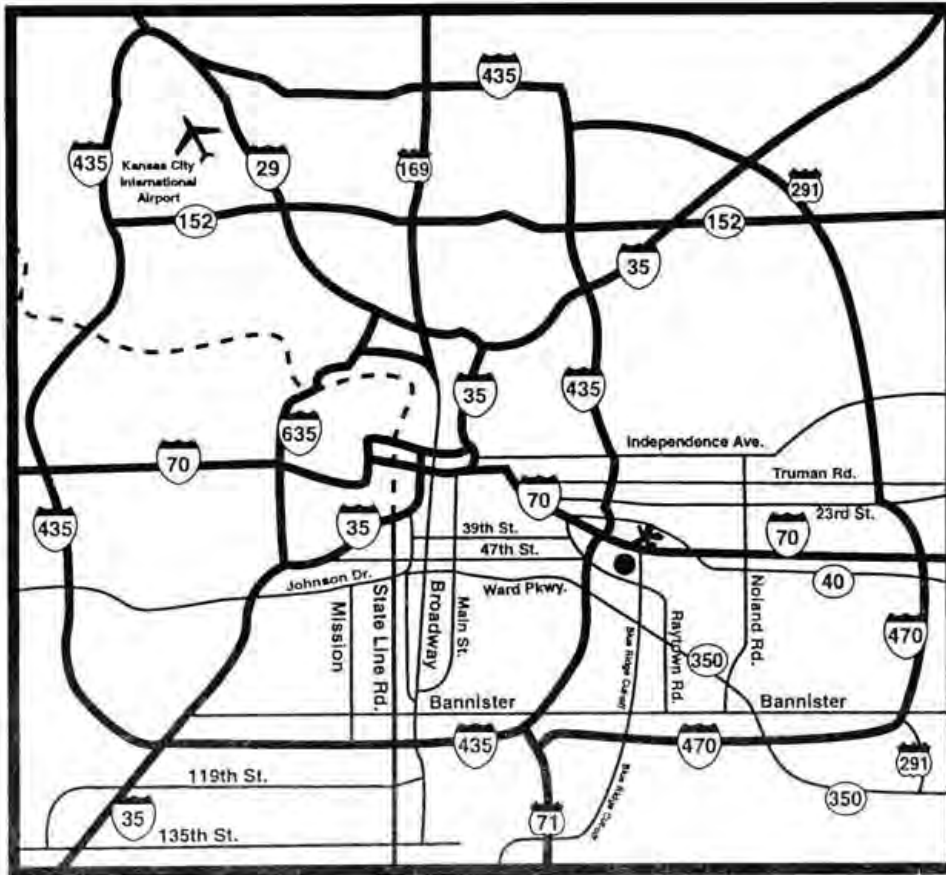 435
435
Kansas City
International
Airport
29
169
291
152
152
35
35
435
635
Independence Ave.
70
Truman Rd.
70
23rd St.
435
35
39th St.
70
47th St.
40
Johnson Dr.
Ward Pkwy.
Mission
State Line Rd.
Broadway
Main St.
Blue Ridge Cutoff
Raytown Rd.
Noland Rd.
350
470
Bannister
Bannister
435
470
291
119th St.
Blue Ridge Cutoff
350
35
71
135th St.